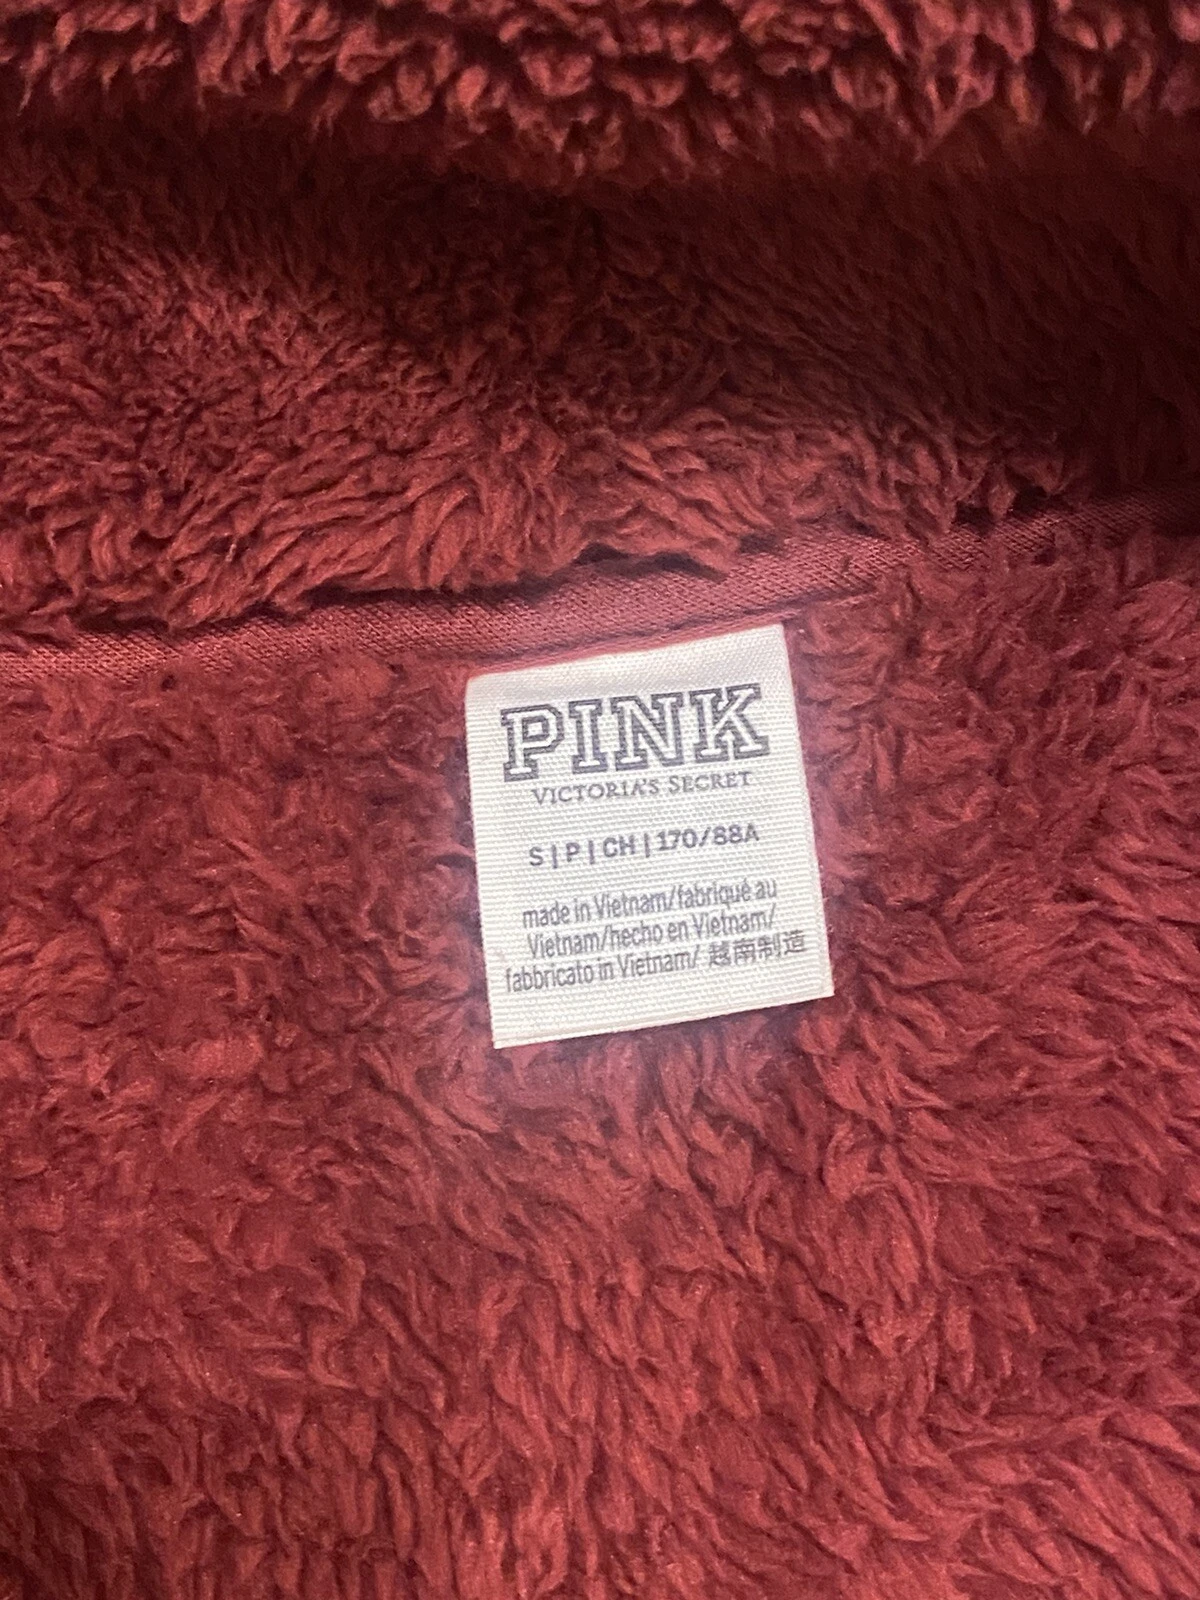 PINK
VICTORIA'S SECRET
S | P | CH | 170/88A
made in Vietnam/fabriqué au
Vietnam/hecho en Vietnam/
fabbricato in Vietnam/ 越南制造